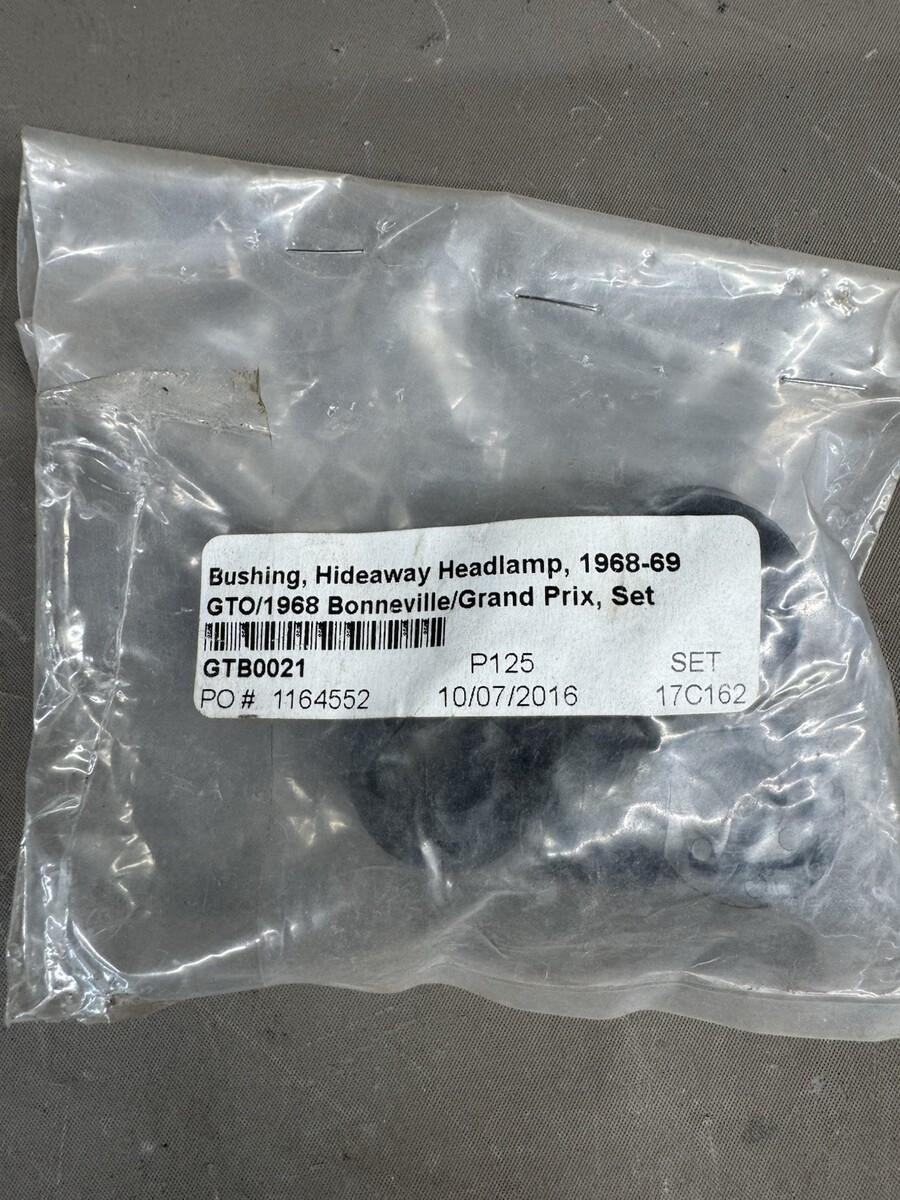 Bushing, Hideaway Headlamp, 1968-69
GTO/1968 Bonneville/Grand Prix, Set
GTB0021 P125 SET
PO # 1164552 10/07/2016 17C162